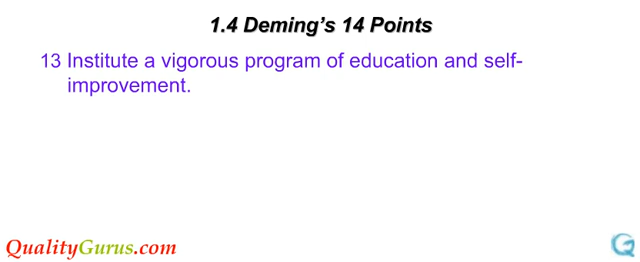 1.4 Deming's 14 Points
13 Institute a vigorous program of education and self-
improvement.
QualityGurus.com